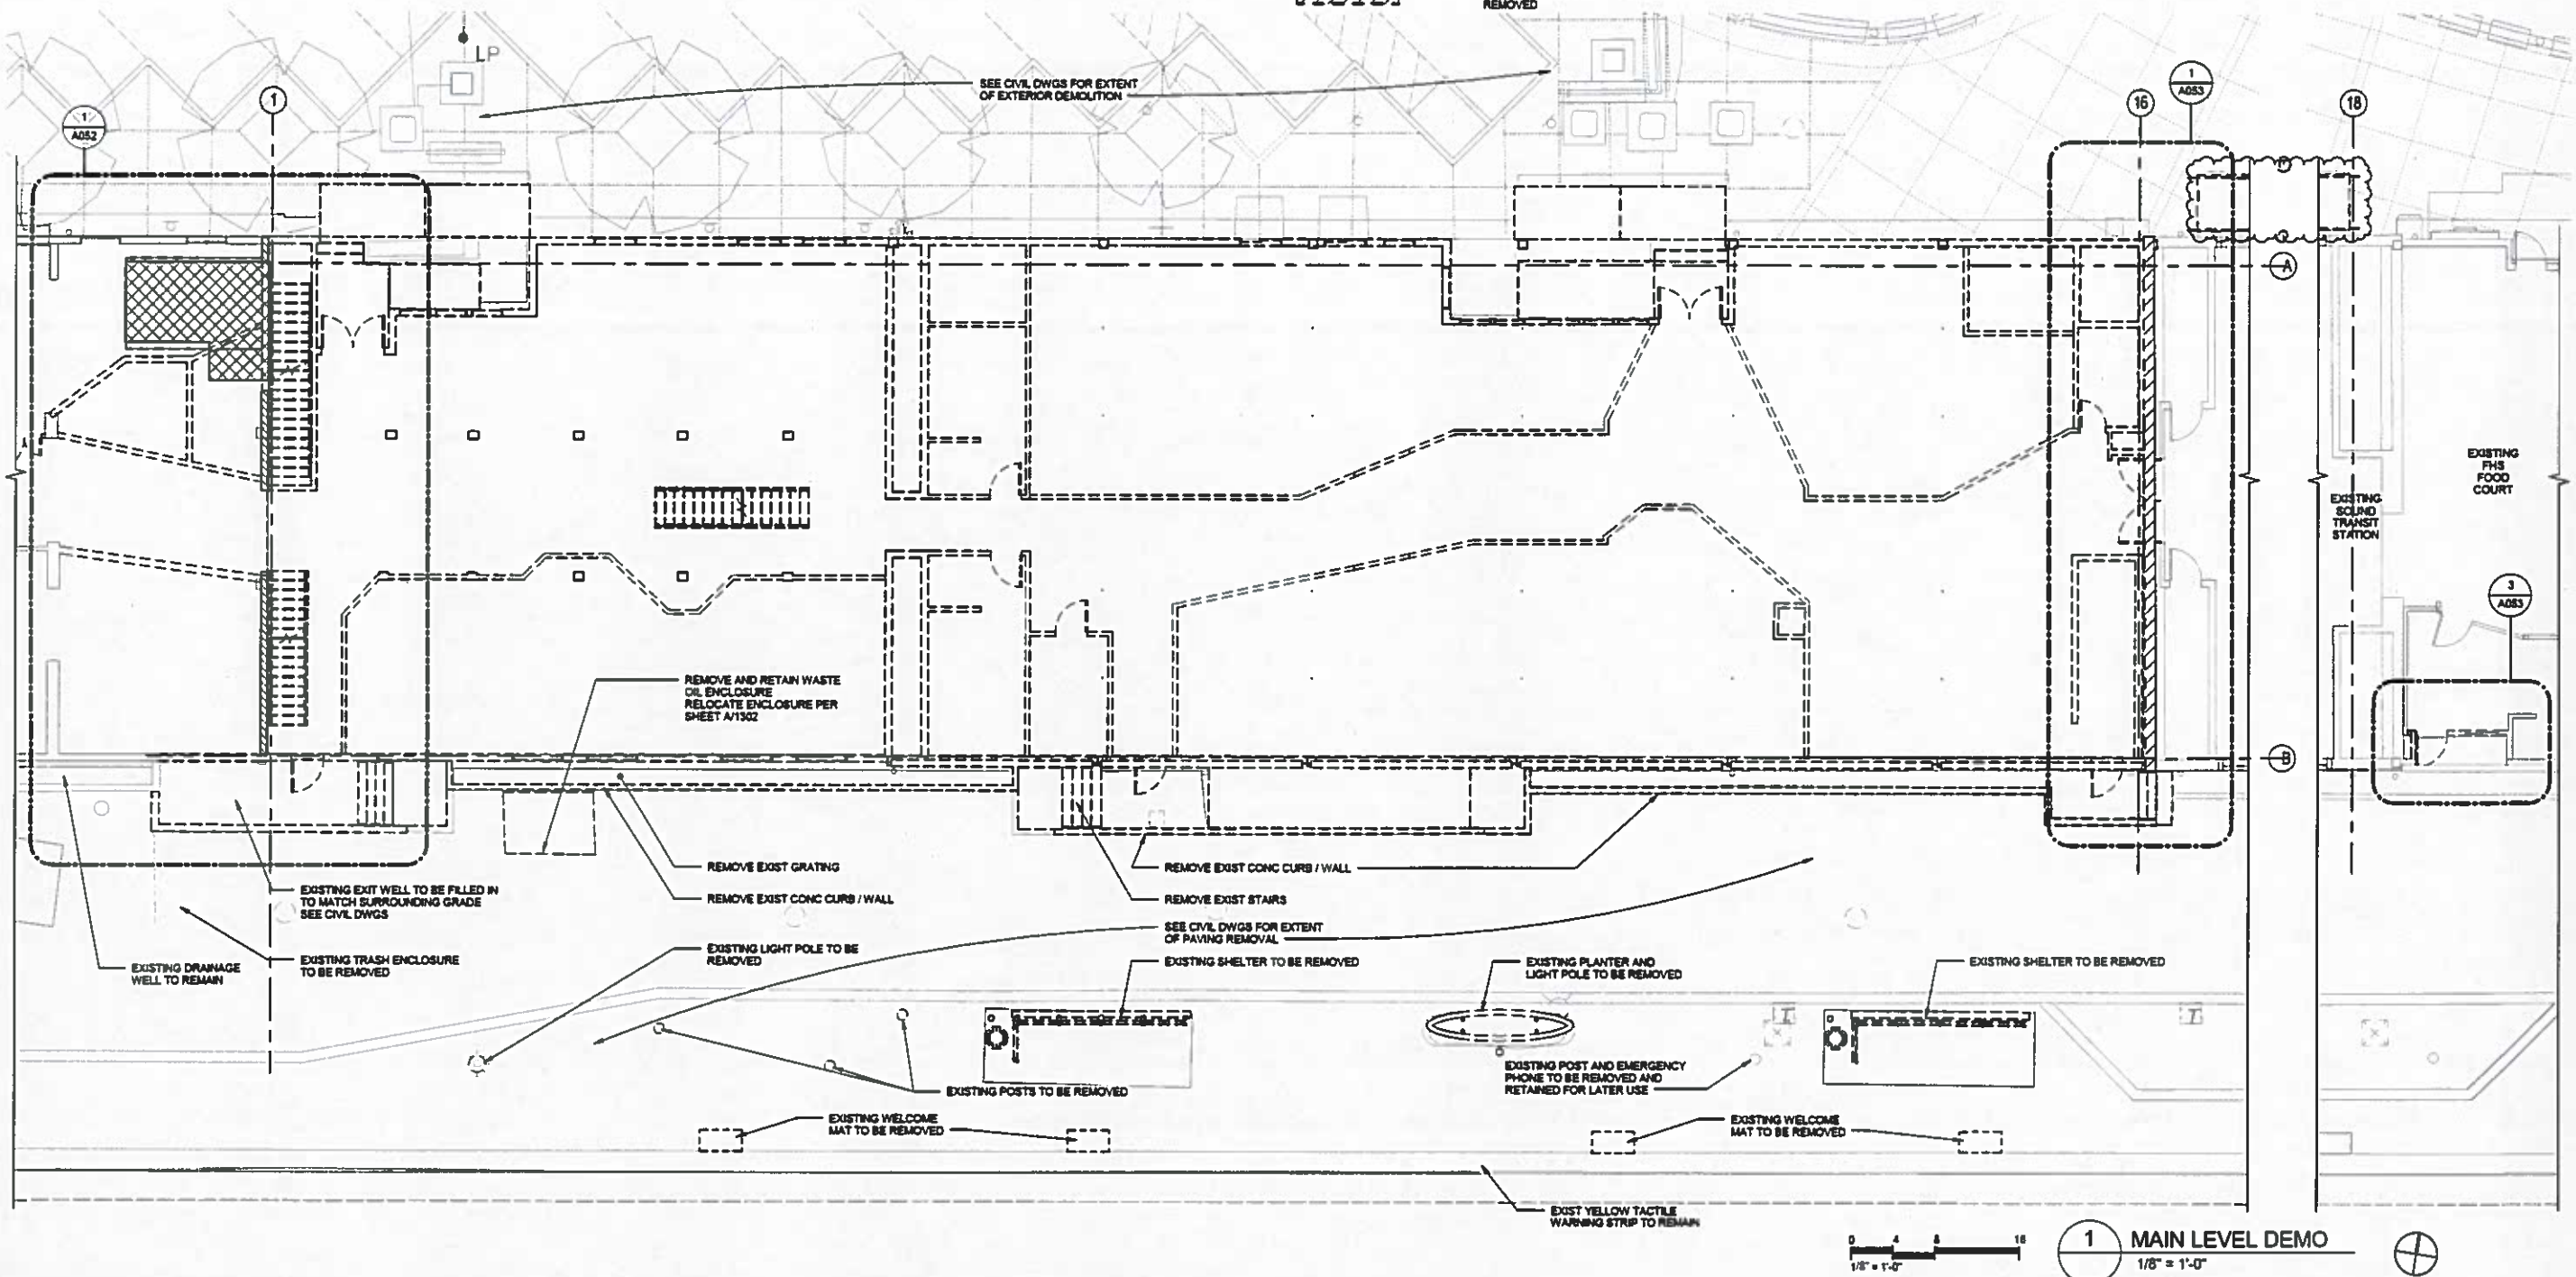 REMOVED
LP
SEE CIVIL DWGS FOR EXTENT
OF EXTERIOR DEMOLITION
1
A052
1
16
1
A053
18
A
EXISTING
FHS
FOOD
COURT
EXISTING
SOUND
TRANSIT
STATION
3
A053
REMOVE AND RETAIN WASTE
OIL ENCLOSURE
RELOCATE ENCLOSURE PER
SHEET A/1302
B
REMOVE EXIST GRATING
REMOVE EXIST CONC CURB / WALL
REMOVE EXIST CONC CURB / WALL
REMOVE EXIST STAIRS
EXISTING EXIT WELL TO BE FILLED IN
TO MATCH SURROUNDING GRADE
SEE CIVIL DWGS
SEE CIVIL DWGS FOR EXTENT
OF PAVING REMOVAL
EXISTING DRAINAGE
WELL TO REMAIN
EXISTING TRASH ENCLOSURE
TO BE REMOVED
EXISTING LIGHT POLE TO BE
REMOVED
EXISTING SHELTER TO BE REMOVED
EXISTING PLANTER AND
LIGHT POLE TO BE REMOVED
EXISTING SHELTER TO BE REMOVED
T
T
EXISTING POSTS TO BE REMOVED
EXISTING POST AND EMERGENCY
PHONE TO BE REMOVED AND
RETAINED FOR LATER USE
EXISTING WELCOME
MAT TO BE REMOVED
EXISTING WELCOME
MAT TO BE REMOVED
EXIST YELLOW TACTILE
WARNING STRIP TO REMAIN
0 4 8 16
1/8" = 1'-0"
1 MAIN LEVEL DEMO
1/8" = 1'-0"